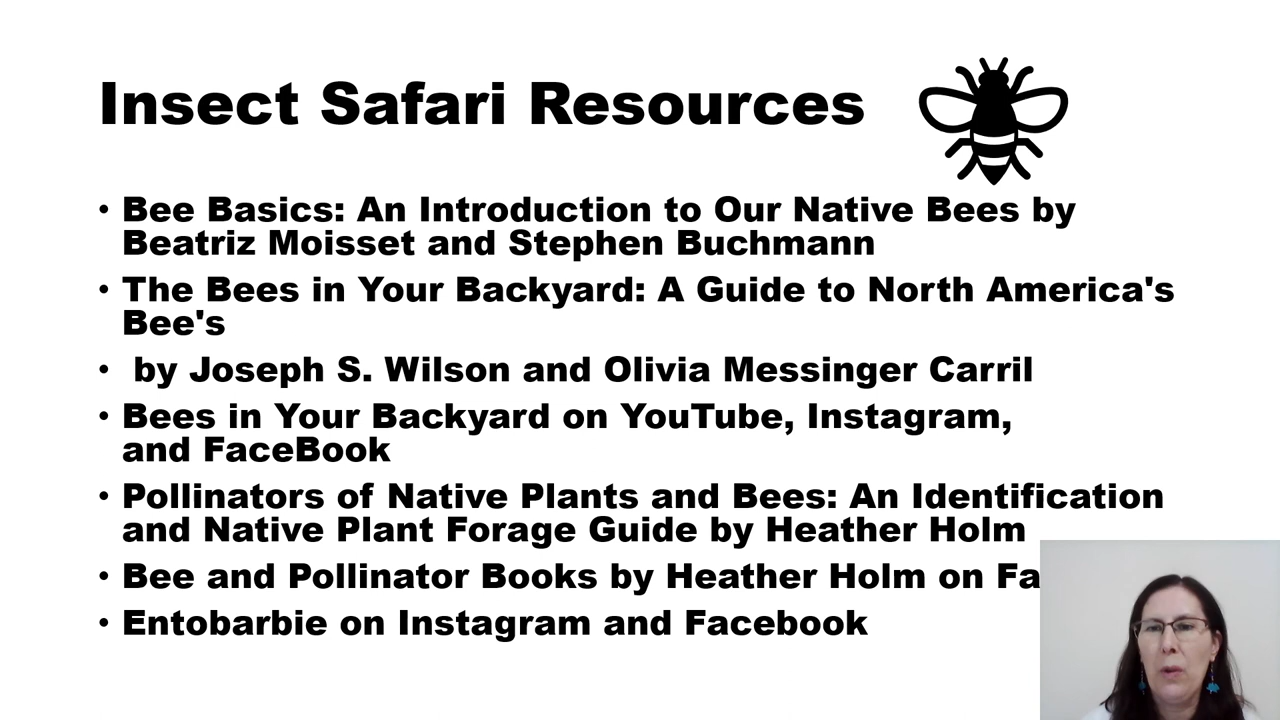 Insect Safari Resources
• Bee Basics: An Introduction to Our Native Bees by
Beatriz Moisset and Stephen Buchmann
• The Bees in Your Backyard: A Guide to North America's
Bee's
• by Joseph S. Wilson and Olivia Messinger Carril
• Bees in Your Backyard on YouTube, Instagram,
and FaceBook
• Pollinators of Native Plants and Bees: An Identification
and Native Plant Forage Guide by Heather Holm
• Bee and Pollinator Books by Heather Holm on Fa
• Entobarbie on Instagram and Facebook